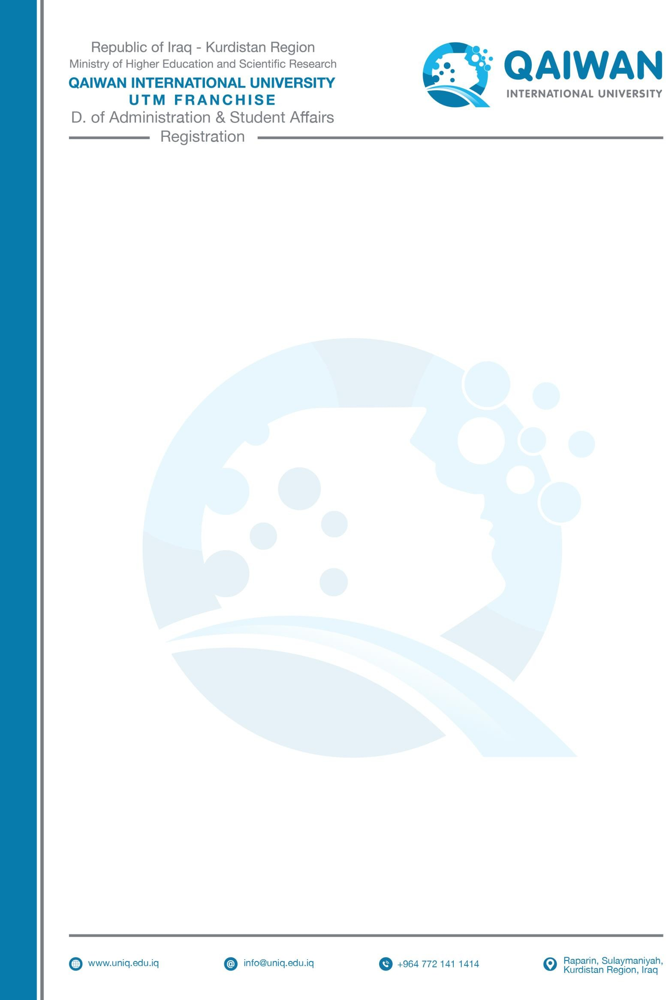 Republic of Iraq - Kurdistan Region
Ministry of Higher Education and Scientific Research
QAIWAN INTERNATIONAL UNIVERSITY
UTM FRANCHISE
D. of Administration & Student Affairs
Registration
QAIWAN
INTERNATIONAL UNIVERSITY
www.uniq.edu.iq
info@uniq.edu.iq
+964 772 141 1414
Raparin, Sulaymaniyah,
Kurdistan Region, Iraq